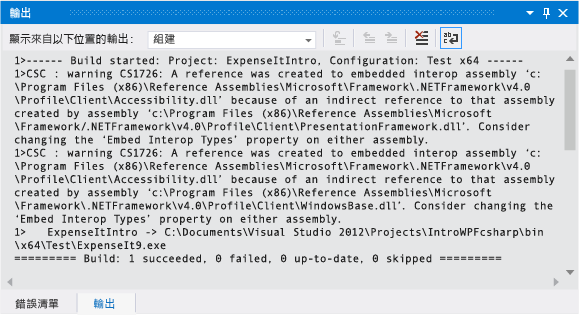 輸出
顯示來自以下位置的輸出: 組建
1>------ Build started: Project: ExpenseItIntro, Configuration: Test x64 ------
1>CSC : warning CS1726: A reference was created to embedded interop assembly ‘c:
\Program Files (x86)\Reference Assemblies\Microsoft\Framework\.NETFramework\v4.0
\Profile\Client\Accessibility.dll’ because of an indirect reference to that assembly
created by assembly ‘c:\Program Files (x86)\Reference Assemblies\Microsoft
\Framework/.NETFramework\v4.0\Profile\Client\PresentationFramework.dll’. Consider
changing the ‘Embed Interop Types’ property on either assembly.
1>CSC : warning CS1726: A reference was created to embedded interop assembly ‘c:
\Program Files (x86)\Reference Assemblies\Microsoft\Framework\.NETFramework\v4.0
\Profile\Client\Accessibility.dll’ because of an indirect reference to that assembly
created by assembly ‘c:\Program Files (x86)\Reference Assemblies\Microsoft
\Framework\.NETFramework\v4.0\Profile\Client\WindowsBase.dll’. Consider changing the
‘Embed Interop Types’ property on either assembly.
1>   ExpenseItIntro -> C:\Documents\Visual Studio 2012\Projects\IntroWPFcsharp\bin
\x64\Test\ExpenseIt9.exe
========= Build: 1 succeeded, 0 failed, 0 up-to-date, 0 skipped =========
錯誤清單 輸出